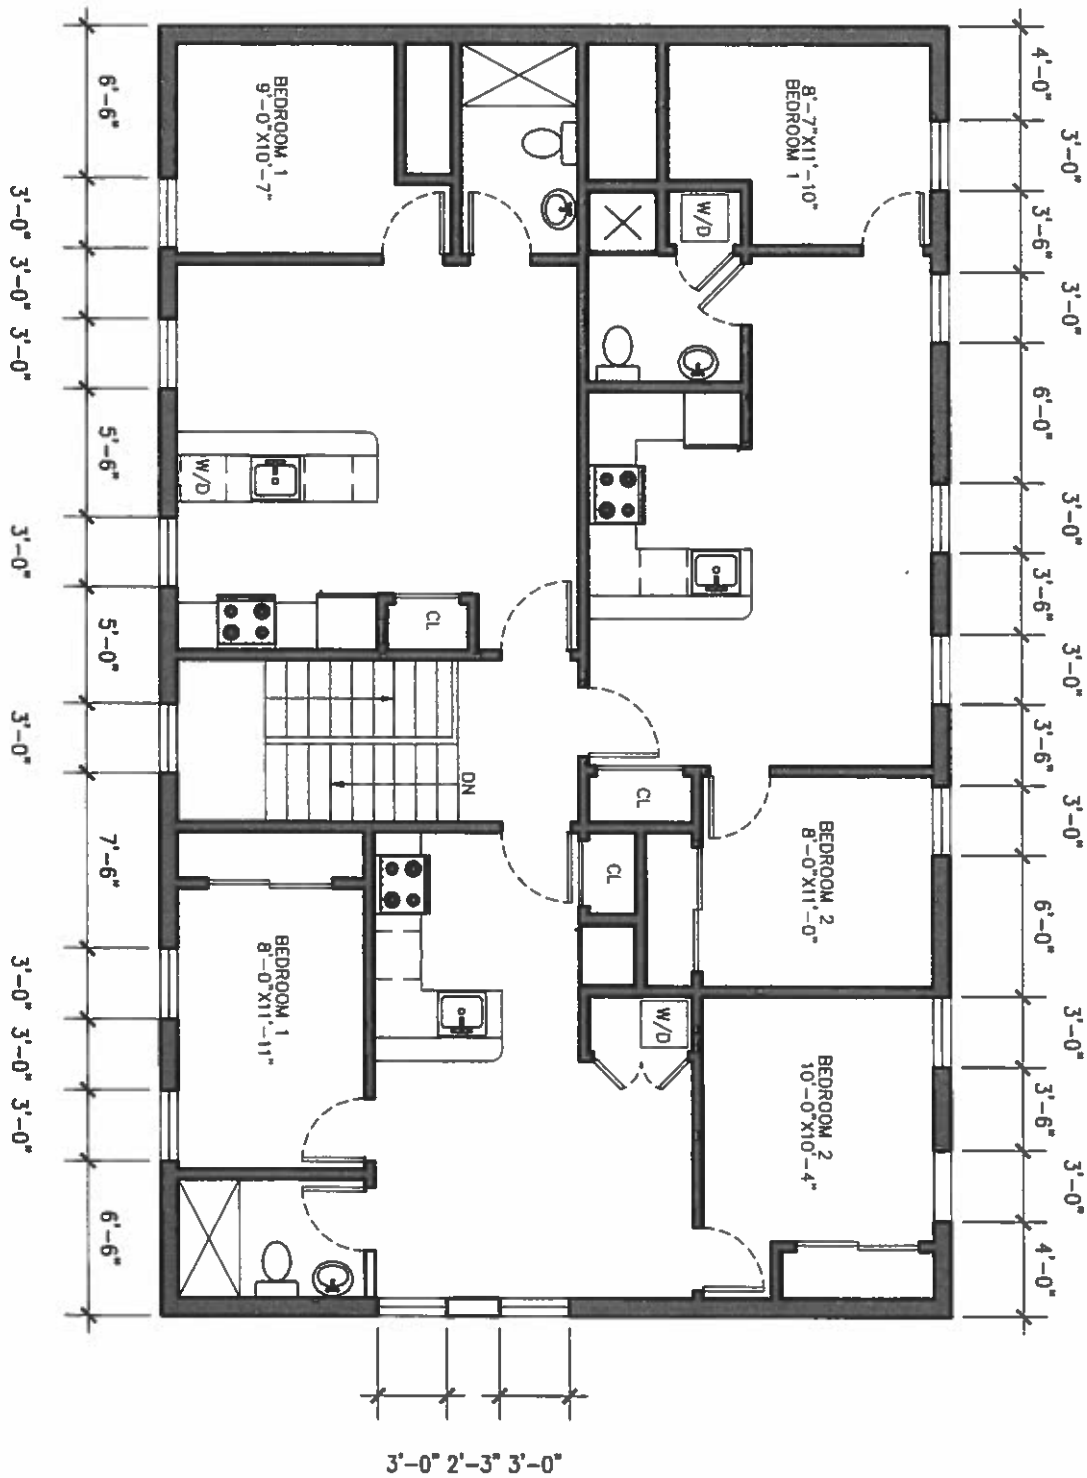 4'-0"
3'-0"
3'-6"
3'-0"
6'-0"
3'-0"
3'-6"
3'-0"
3'-6"
3'-0"
6'-0"
3'-0"
3'-6"
3'-0"
4'-0"
8'-7"X11'-10"
BEDROOM 1
W/D
CL
BEDROOM 2
8'-0"X11'-0"
BEDROOM 2
10'-0"X10'-4"
CL
W/D
BEDROOM 1
9'-0"X10'-7"
W/D
CL
DN
BEDROOM 1
8'-0"X11'-11"
6'-6"
3'-0"
3'-0"
3'-0"
5'-6"
3'-0"
5'-0"
3'-0"
7'-6"
3'-0"
3'-0"
3'-0"
6'-6"
3'-0" 2'-3" 3'-0"